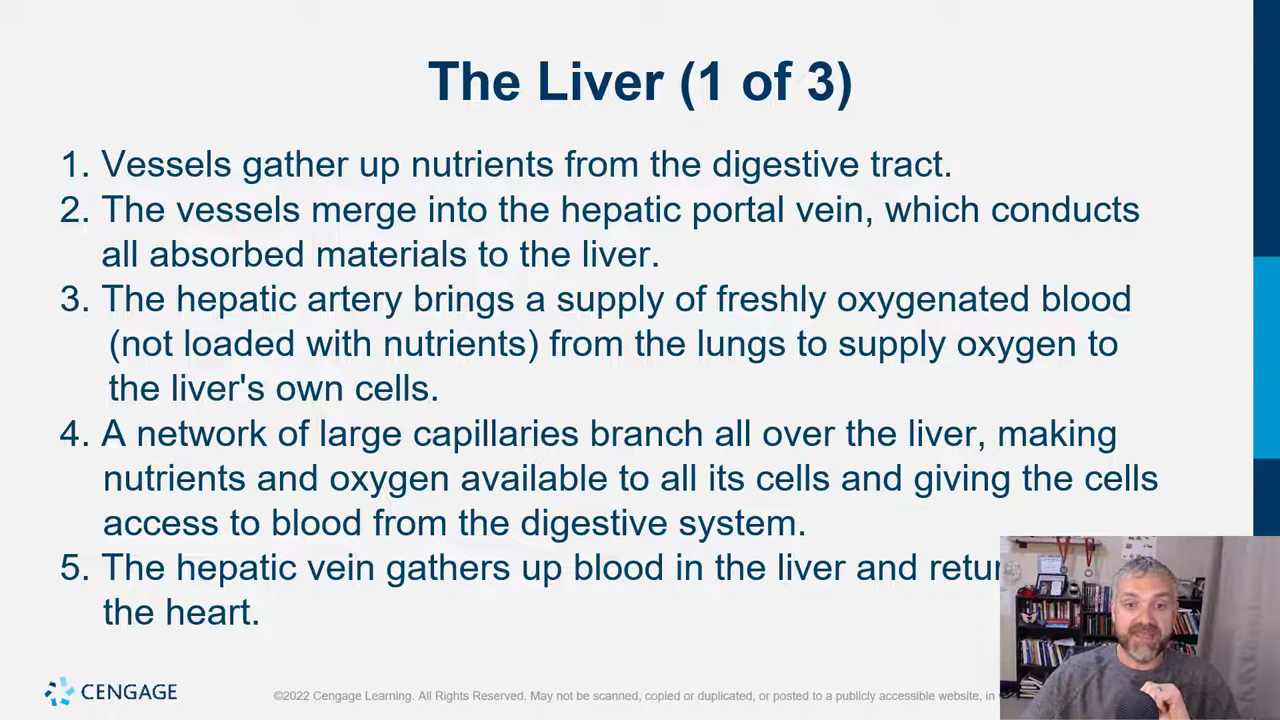 The Liver (1 of 3)
1. Vessels gather up nutrients from the digestive tract.
2. The vessels merge into the hepatic portal vein, which conducts
all absorbed materials to the liver.
3. The hepatic artery brings a supply of freshly oxygenated blood
(not loaded with nutrients) from the lungs to supply oxygen to
the liver's own cells.
4. A network of large capillaries branch all over the liver, making
nutrients and oxygen available to all its cells and giving the cells
access to blood from the digestive system.
5. The hepatic vein gathers up blood in the liver and
the heart.
CENGAGE
©2022 Cengage Learning. All Rights Reserved. May not be scanned, copied or duplicated, or posted to a publicly accessible website, in